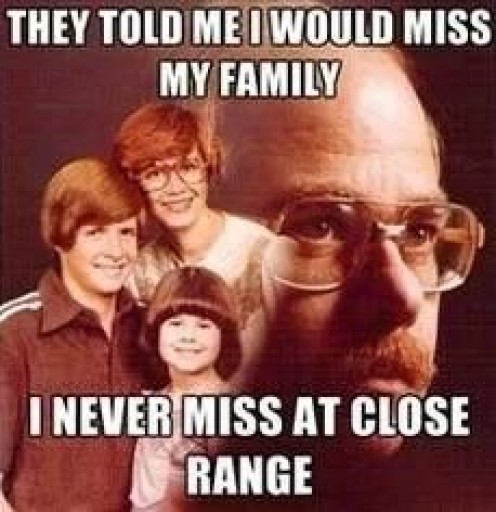 THEY TOLD ME I WOULD MISS
MY FAMILY
I NEVER MISS AT CLOSE
RANGE